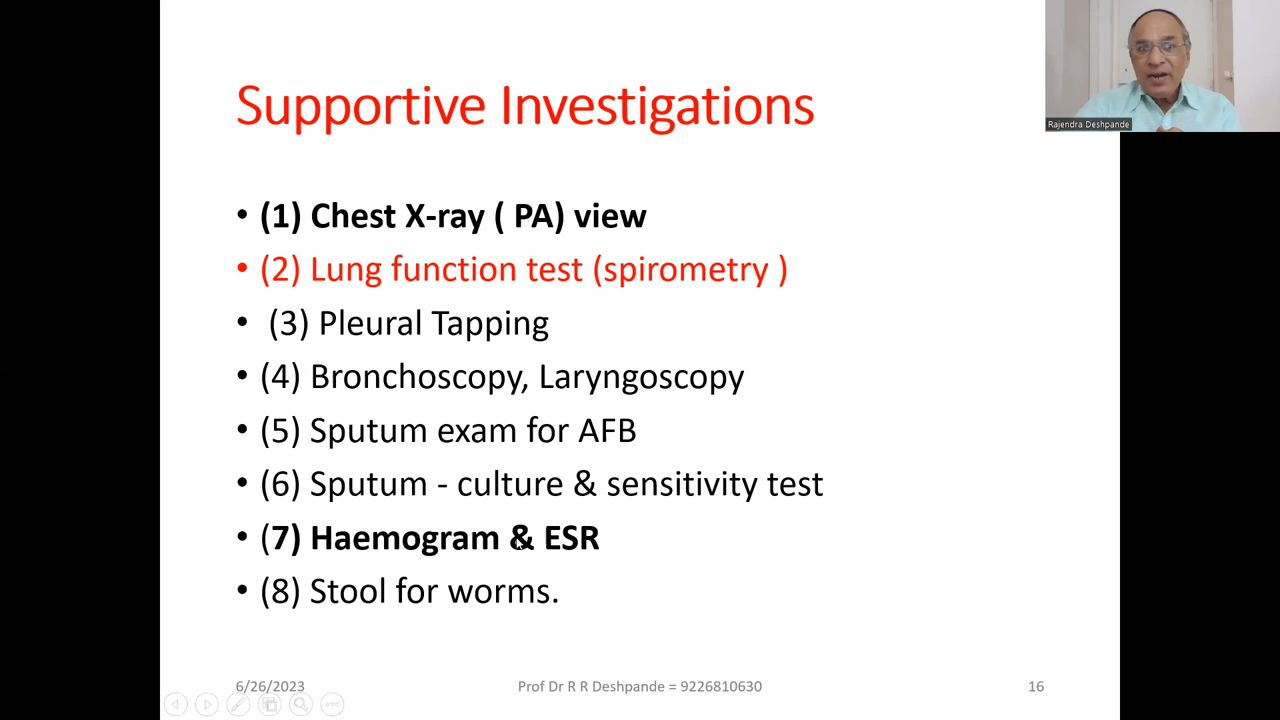 Supportive Investigations
Rajendra Deshpande
• (1) Chest X-ray ( PA) view
• (2) Lung function test (spirometry )
• (3) Pleural Tapping
• (4) Bronchoscopy, Laryngoscopy
• (5) Sputum exam for AFB
• (6) Sputum - culture & sensitivity test
• (7) Haemogram & ESR
• (8) Stool for worms.
6/26/2023
Prof Dr R R Deshpande = 9226810630
16